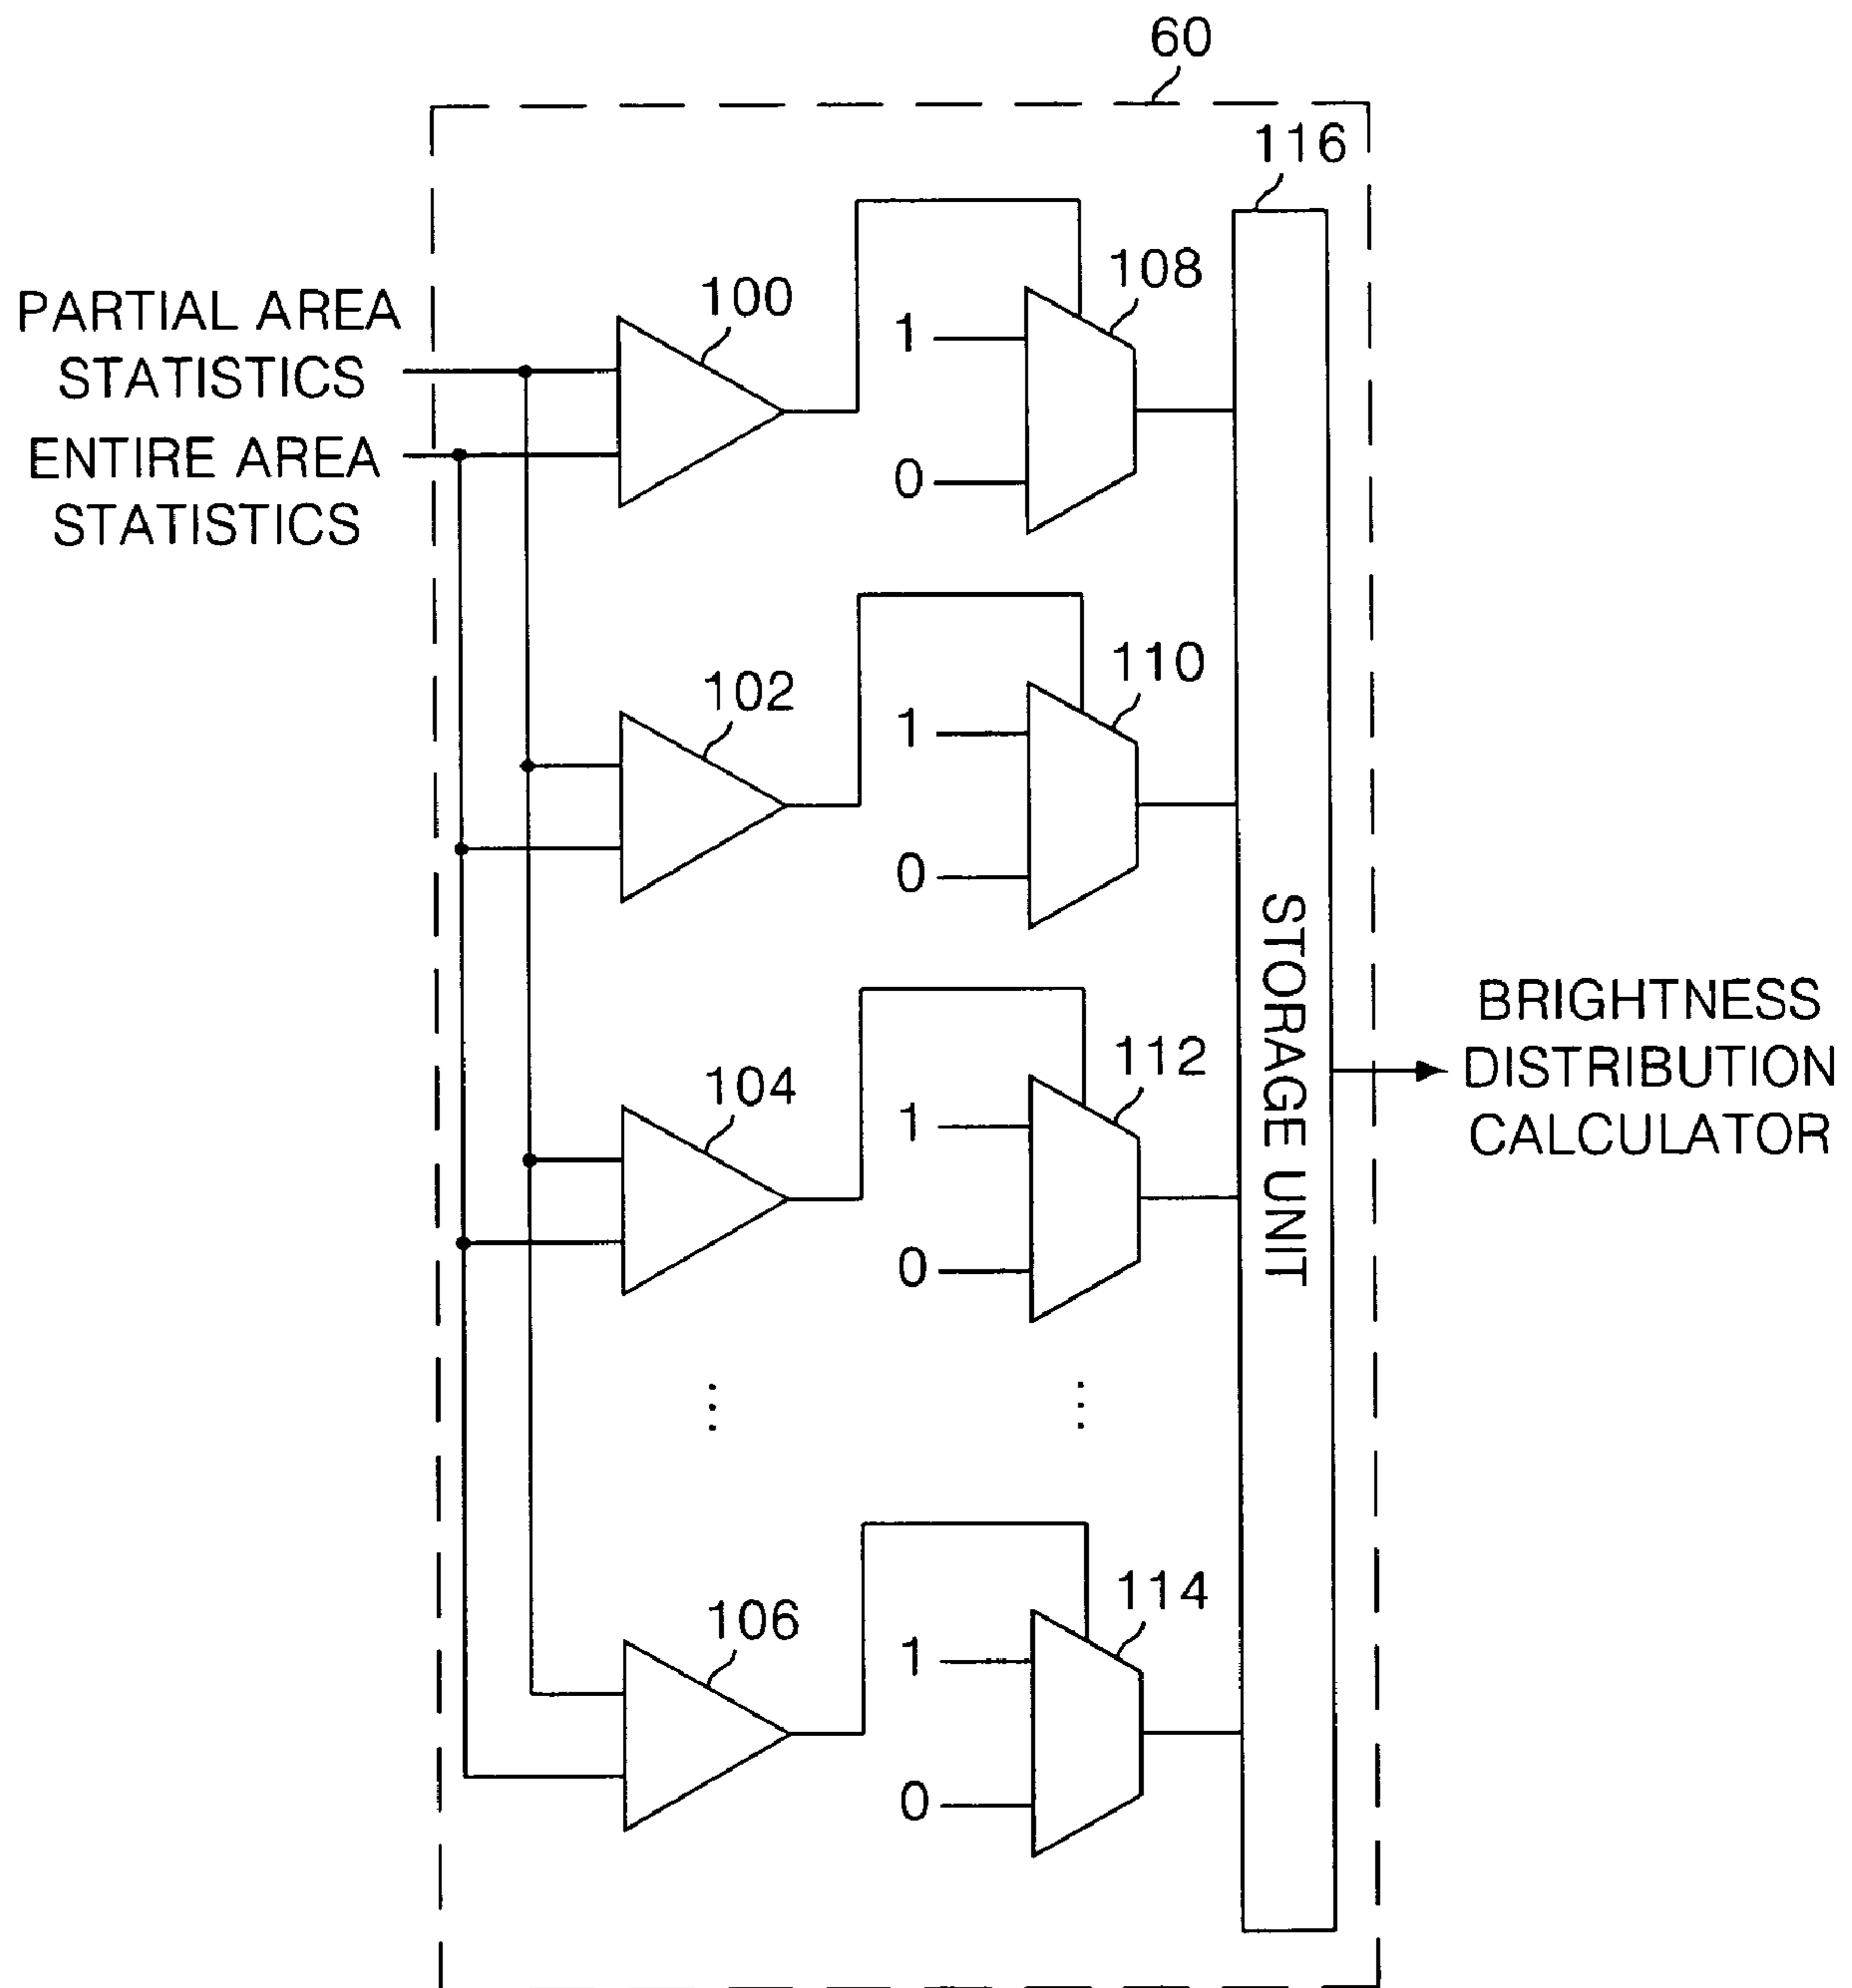 60
116
PARTIAL AREA
STATISTICS
ENTIRE AREA
STATISTICS
100
108
1
0
102
110
1
0
104
112
1
0
106
114
1
0
STORAGE UNIT
BRIGHTNESS
DISTRIBUTION
CALCULATOR